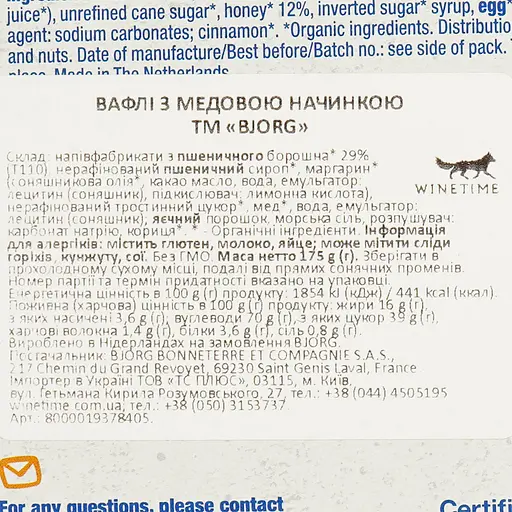 juice*), unrefined cane sugar*, honey* 12%, inverted sugar* syrup, egg*
agent: sodium carbonates; cinnamon*. *Organic ingredients. Distributio
and nuts. Date of manufacture/Best before/Batch no.: see side of pack.
place. Made in The Netherlands
ВАФЛІ З МЕДОВОЮ НАЧИНКОЮ
ТМ «BJORG»
Склад: напівфабрикати з пшеничного борошна* 29%
(Т110), нерафінований пшеничний сироп*, маргарин*
(соняшникова олія*, какао масло, вода, емульгатор:
лецитин (соняшник), підкислювач: лимонна кислота),
нерафінований тростинний цукор*, мед*, вода, емульгатор:
лецитин (соняшник); яєчний порошок, морська сіль, розпушувач:
карбонат натрію, кориця*. * - Органічні інгредієнти. Інформація
для алергіків: містить глютен, молоко, яйце; може мітити сліди
горіхів, кунжуту, сої. Без ГМО. Маса нетто 175 g (г). Зберігати в
прохолодному сухому місці, подалі від прямих сонячних променів.
Номер партії та термін придатності вказано на упаковці.
Енергетична цінність в 100 g (г) продукту: 1854 kJ (кДж) / 441 kcal (ккал).
Поживна (харчова) цінність в 100 g (г) продукту: жири 16 g (г),
з яких насичені 3,6 g (г), вуглеводи 70 g (г), з яких цукор 39 g (г),
харчові волокна 1,4 g (г), білки 3,6 g (г), сіль 0,8 g (г).
Вироблено в Нідерландах на замовлення BJORG.
Постачальник: BJORG BONNETERRE ET COMPAGNIE S.A.S.,
217 Chemin du Grand Revoyet, 69230 Saint Genis Laval, France
Імпортер в Україні ТОВ «ТС ПЛЮС», 03115, м. Київ,
вул. Гетьмана Кирила Розумовського, 27, тел.: +38 (044) 4505195
winetime.com.ua; тел.: +38 (050) 3153737
Арт.: 8000019378405.
WINETIME
For any questions, please contact
Certifi